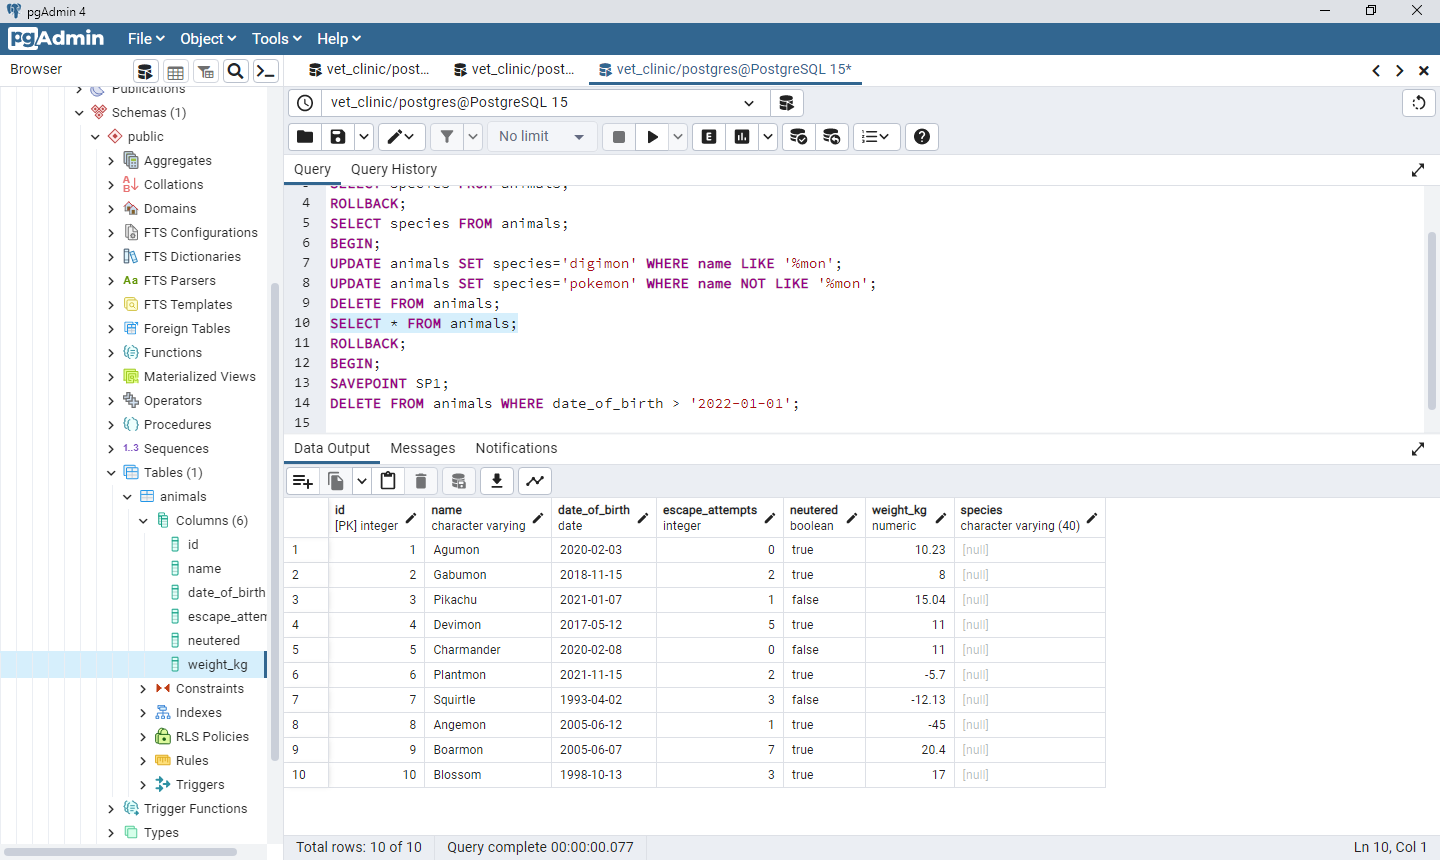 pgAdmin 4
pgAdmin File Object Tools Help
Browser
vet_clinic/post... vet_clinic/post... vet_clinic/postgres@PostgreSQL 15*
Publications
Schemas (1)
public
Aggregates
Collations
Domains
FTS Configurations
FTS Dictionaries
Aa FTS Parsers
FTS Templates
Foreign Tables
Functions
Materialized Views
Operators
Procedures
1..3 Sequences
Tables (1)
animals
Columns (6)
id
name
date_of_birth
escape_attem
neutered
weight_kg
Constraints
Indexes
RLS Policies
Rules
Triggers
Trigger Functions
Types
vet_clinic/postgres@PostgreSQL 15
No limit
E
Query Query History
3 SELECT species FROM animals;
4 ROLLBACK;
5 SELECT species FROM animals;
6 BEGIN;
7 UPDATE animals SET species='digimon' WHERE name LIKE '%mon';
8 UPDATE animals SET species='pokemon' WHERE name NOT LIKE '%mon';
9 DELETE FROM animals;
10 SELECT * FROM animals;
11 ROLLBACK;
12 BEGIN;
13 SAVEPOINT SP1;
14 DELETE FROM animals WHERE date_of_birth > '2022-01-01';
15
Data Output Messages Notifications
id name date_of_birth escape_attempts neutered weight_kg species
[PK] integer character varying date integer boolean numeric character varying (40)
1 1 Agumon 2020-02-03 0 true 10.23 [null]
2 2 Gabumon 2018-11-15 2 true 8 [null]
3 3 Pikachu 2021-01-07 1 false 15.04 [null]
4 4 Devimon 2017-05-12 5 true 11 [null]
5 5 Charmander 2020-02-08 0 false 11 [null]
6 6 Plantmon 2021-11-15 2 true -5.7 [null]
7 7 Squirtle 1993-04-02 3 false -12.13 [null]
8 8 Angemon 2005-06-12 1 true -45 [null]
9 9 Boarmon 2005-06-07 7 true 20.4 [null]
10 10 Blossom 1998-10-13 3 true 17 [null]
Total rows: 10 of 10 Query complete 00:00:00.077 Ln 10, Col 1